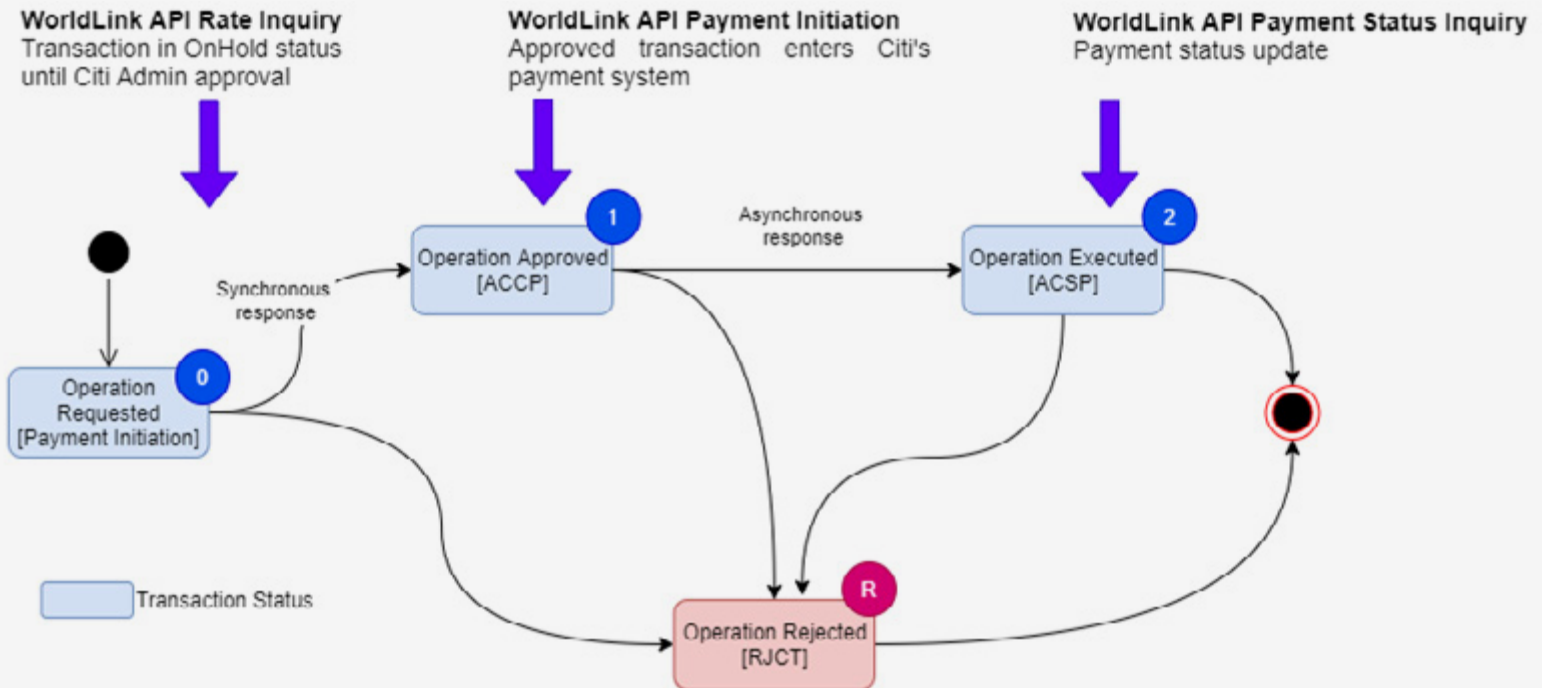 WorldLink API Rate Inquiry
Transaction in OnHold status
until Citi Admin approval
WorldLink API Payment Initiation
Approved transaction enters Citi's
payment system
WorldLink API Payment Status Inquiry
Payment status update
Synchronous
response
Operation Approved
[ACCP]
1
Asynchronous
response
Operation Executed
[ACSP]
2
Operation
Requested
[Payment Initiation]
0
Transaction Status
Operation Rejected
[RJCT]
R